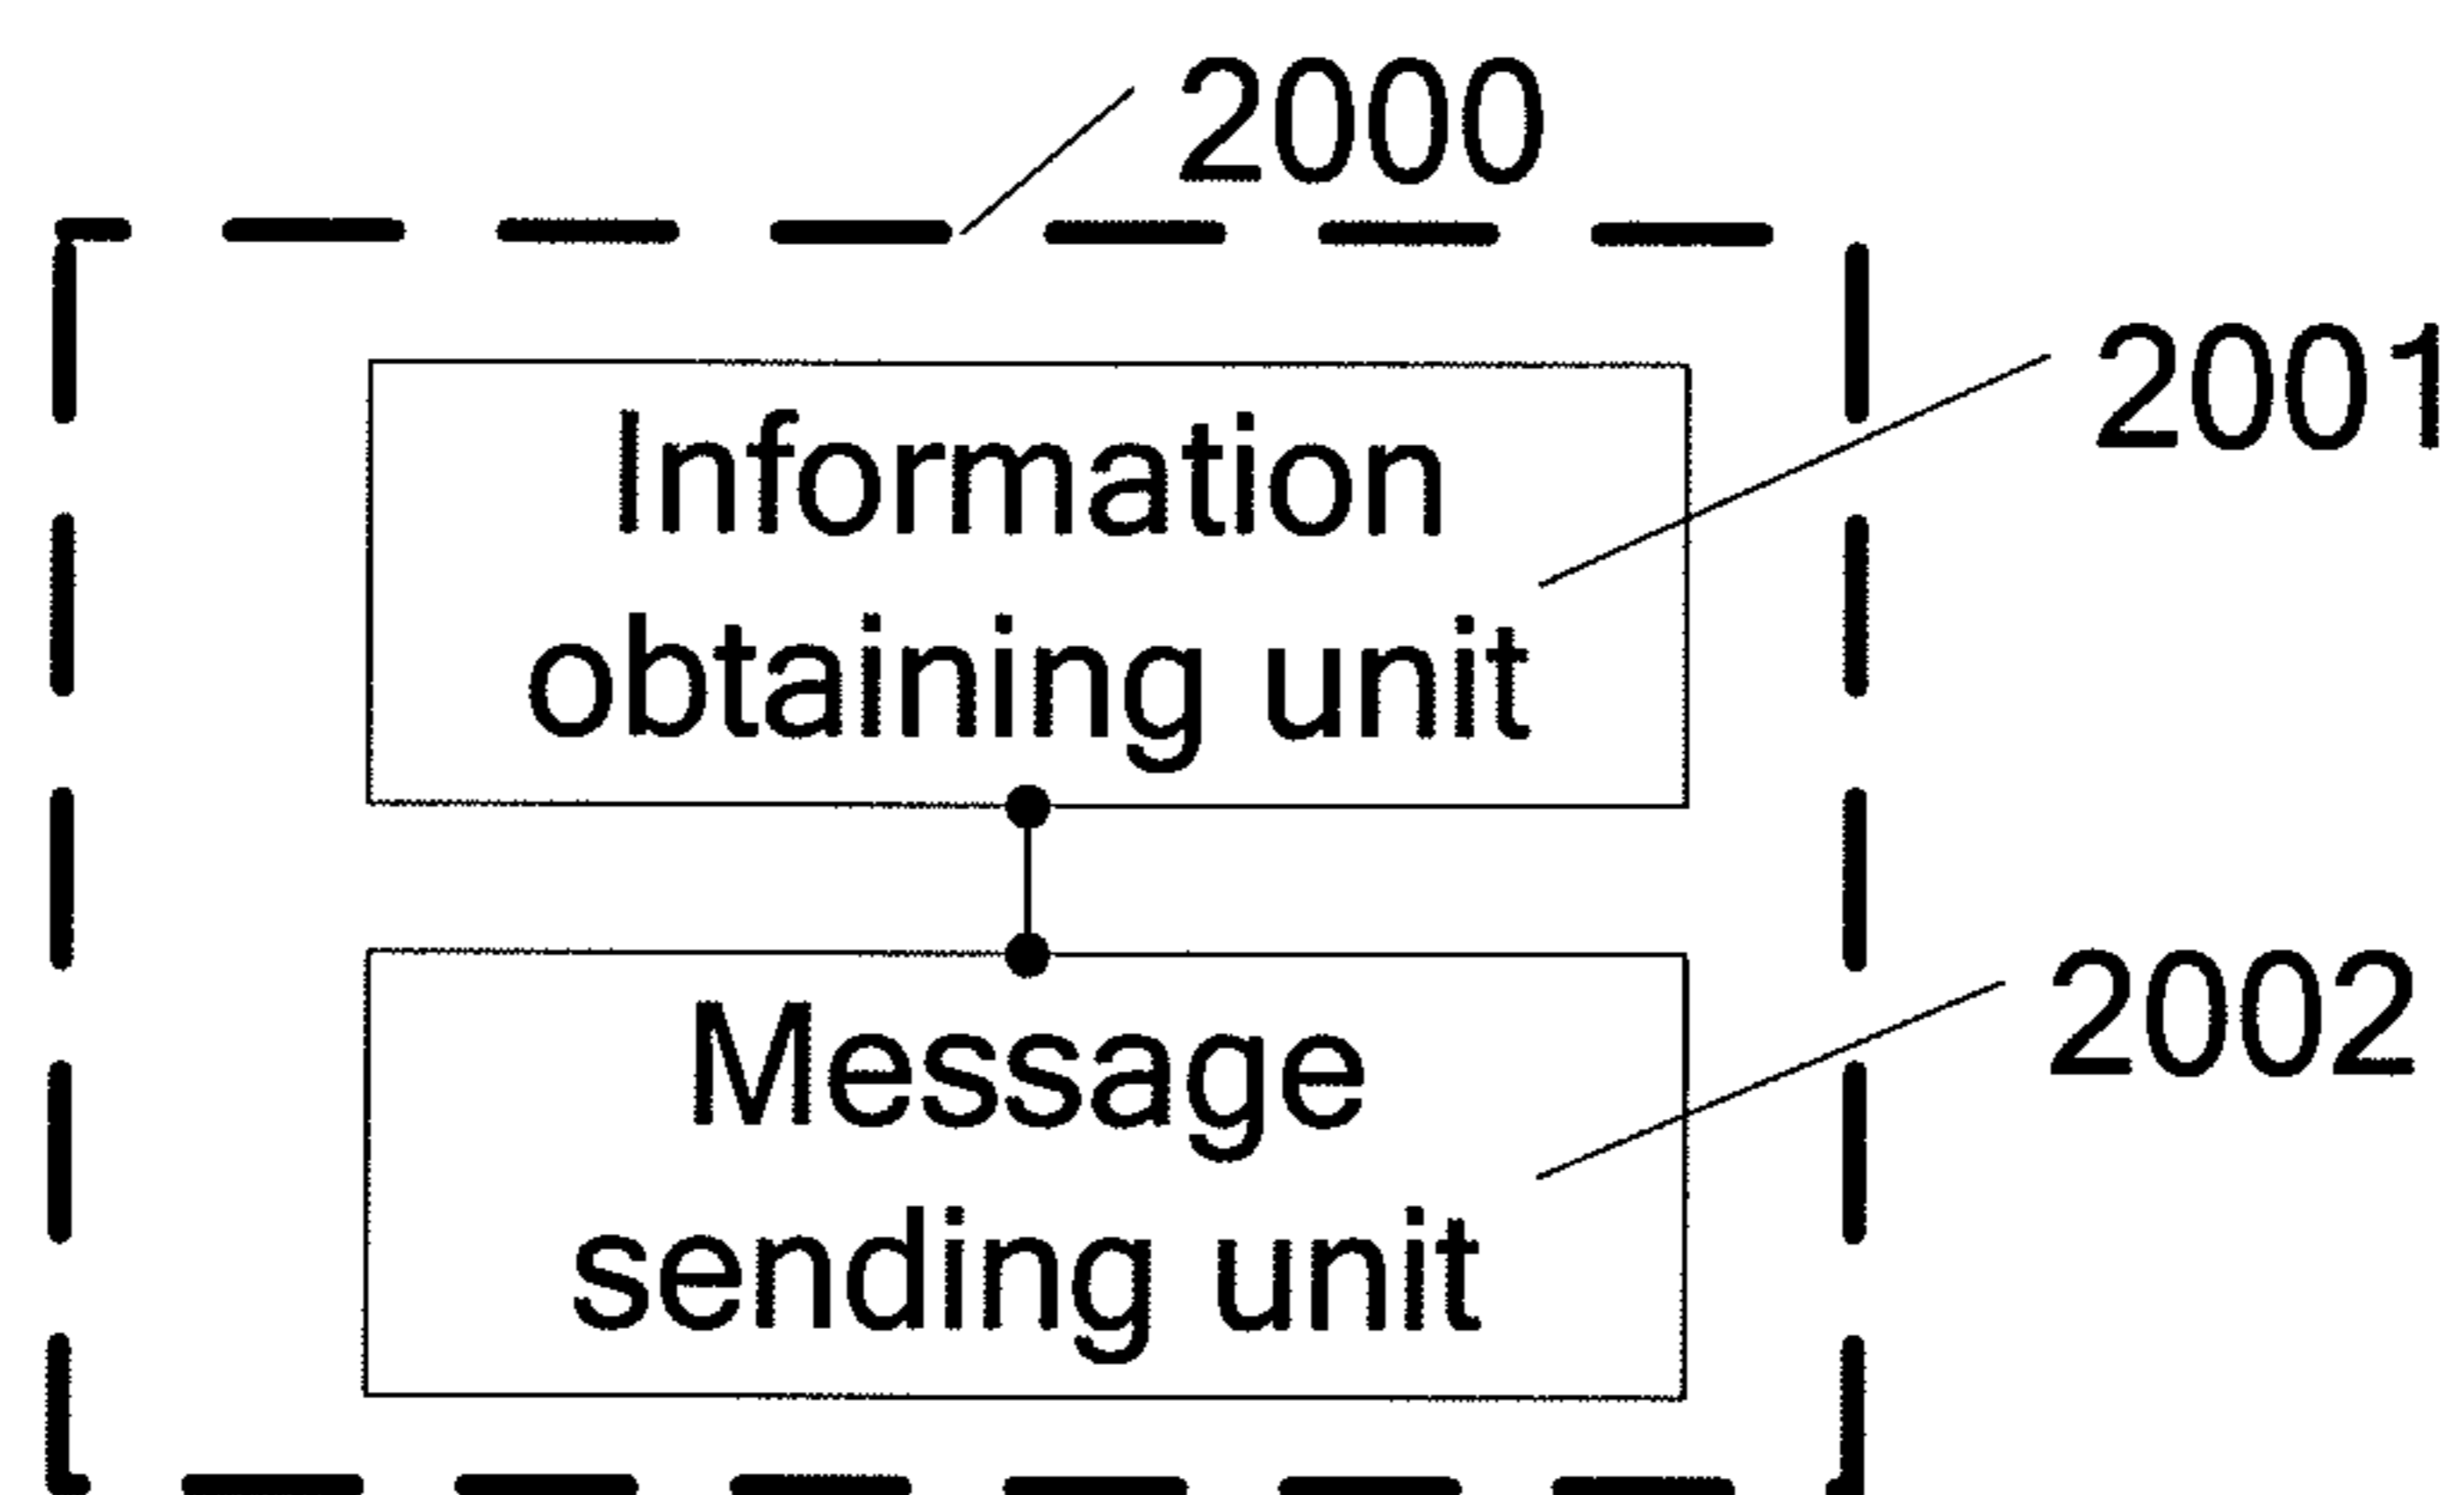 2000
2001
Information
obtaining unit
2002
Message
sending unit